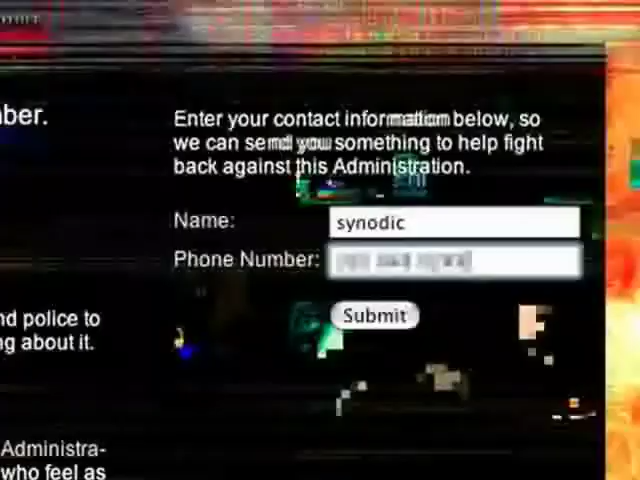 ber.
Enter your contact information below, so
we can send you something to help fight
back against this Administration.
Name:
synodic
Phone Number:
Submit
nd police to
ng about it.
Administra-
who feel as